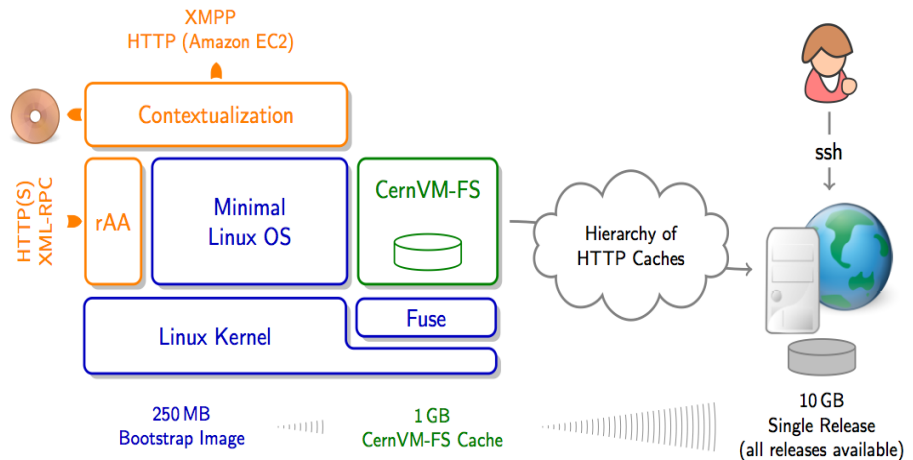 XMPP
HTTP (Amazon EC2)
Contextualization
HTTP(S)
XML-RPC
rAA
Minimal
Linux OS
CernVM-FS
Hierarchy of
HTTP Caches
ssh
Linux Kernel
Fuse
250 MB
Bootstrap Image
1 GB
CernVM-FS Cache
10 GB
Single Release
(all releases available)